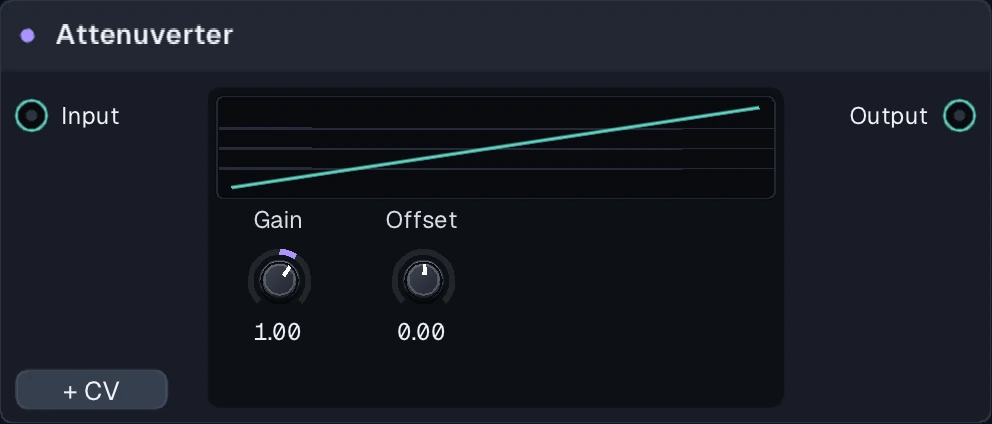 Attenuverter
Input
Output
Gain
Offset
1.00
0.00
+ CV